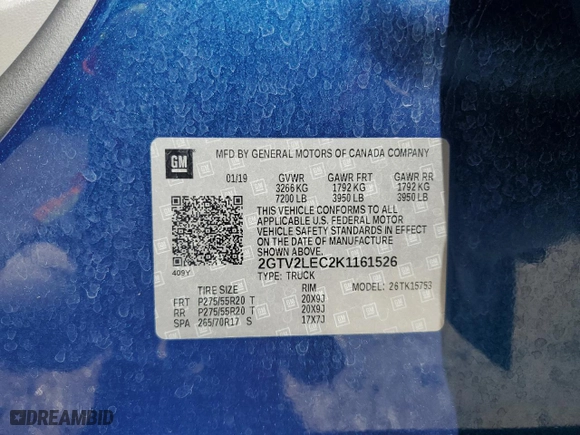 GM
MFD BY GENERAL MOTORS OF CANADA COMPANY
01/19 GVWR GAWR FRT GAWR RR
3266 KG 1792 KG 1792 KG
7200 LB 3950 LB 3950 LB
THIS VEHICLE CONFORMS TO ALL
APPLICABLE U.S. FEDERAL MOTOR
VEHICLE SAFETY STANDARDS IN EFFECT
ON THE DATE OF MANUFACTURE
SHOWN ABOVE.
2GTV2LEC2K1161526
409Y TYPE: TRUCK
TIRE SIZE RIM MODEL: 26TK15753
FRT P275/55R20 T 20X9J
RR P275/55R20 T 20X9J
SPA 265/70R17 S 17X7J
DREAMBID